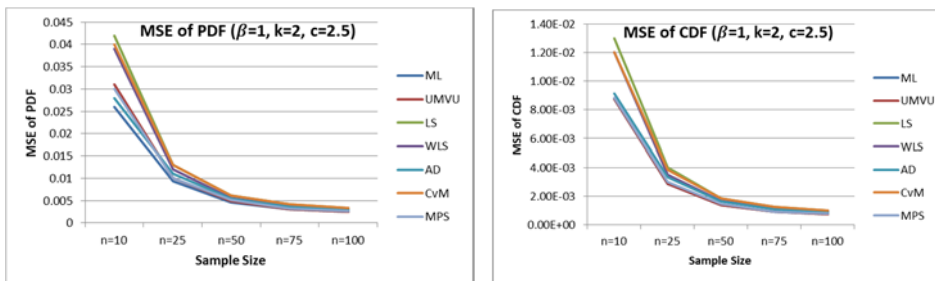 MSE of PDF (β=1, k=2, c=2.5)
0.045
0.04
0.035
0.03
0.025
0.02
0.015
0.01
0.005
0
MSE of PDF
n=10 n=25 n=50 n=75 n=100
Sample Size
ML
UMVU
LS
WLS
AD
CvM
MPS
MSE of CDF (β=1, k=2, c=2.5)
1.40E-02
1.20E-02
1.00E-02
8.00E-03
6.00E-03
4.00E-03
2.00E-03
0.00E+00
MSE of CDF
n=10 n=25 n=50 n=75 n=100
Sample Size
ML
UMVU
LS
WLS
AD
CvM
MPS